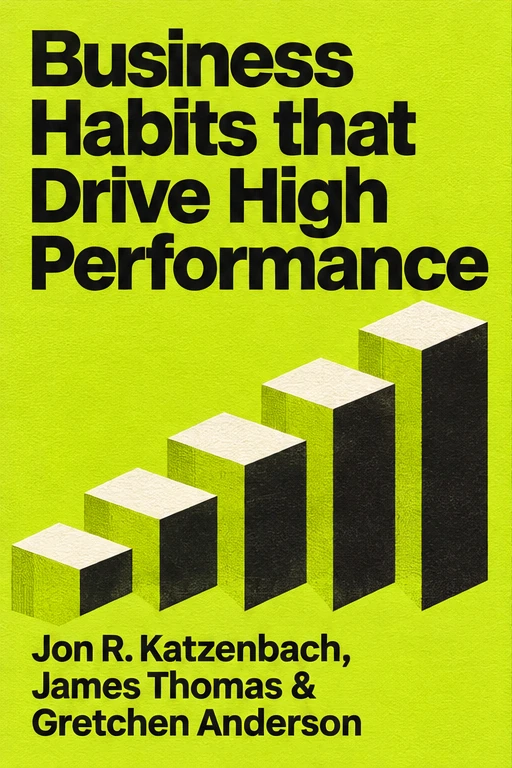 Business
Habits that
Drive High
Performance
Jon R. Katzenbach,
James Thomas &
Gretchen Anderson